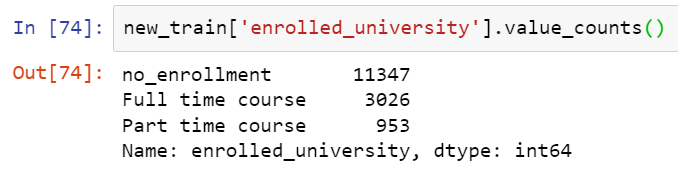 In [74]: new_train['enrolled_university'].value_counts()
Out[74]: no_enrollment 11347
Full time course 3026
Part time course 953
Name: enrolled_university, dtype: int64